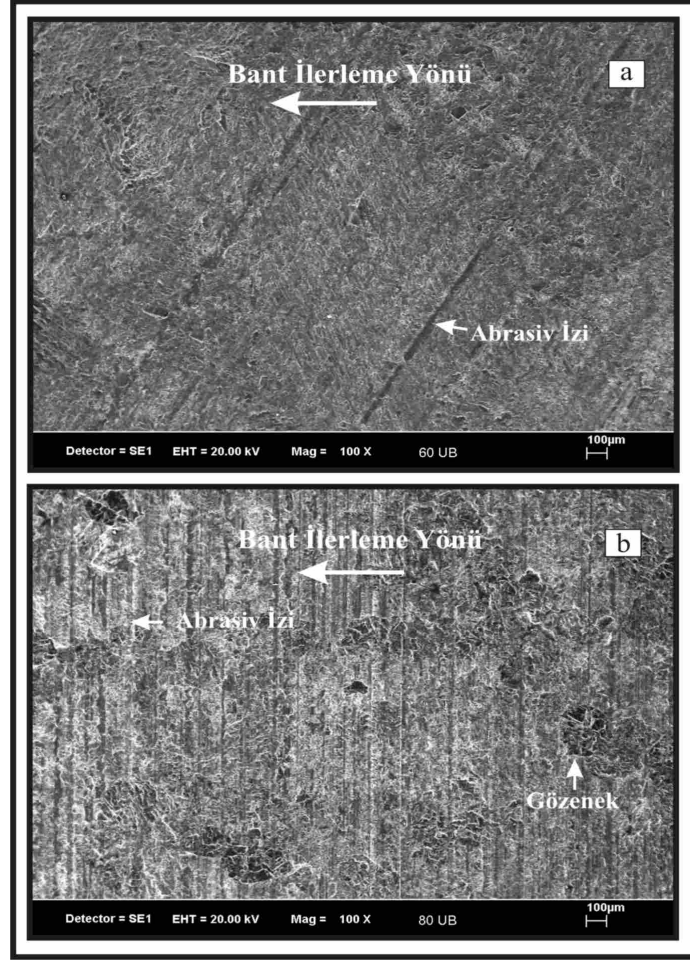 Bant İlerleme Yönü
a
Abrasiv İzi
Detector = SE1 EHT = 20.00 kV Mag = 100 X 60 UB 100µm
Bant İlerleme Yönü
b
Abrasiv İzi
Gözenek
Detector = SE1 EHT = 20.00 kV Mag = 100 X 80 UB 100µm